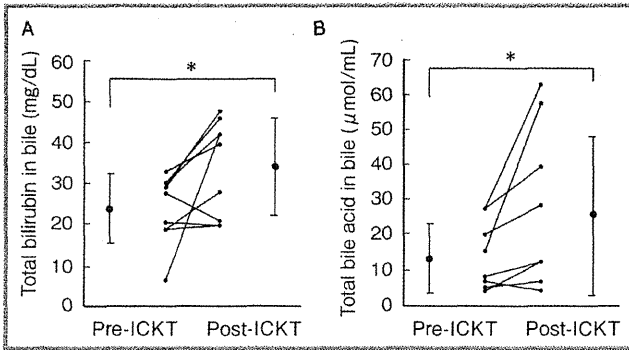 A
Total bilirubin in bile (mg/dL)
60
50
40
30
20
10
0
*
Pre-ICKT
Post-ICKT
B
Total bile acid in bile (μmol/mL)
70
60
50
40
30
20
10
0
*
Pre-ICKT
Post-ICKT